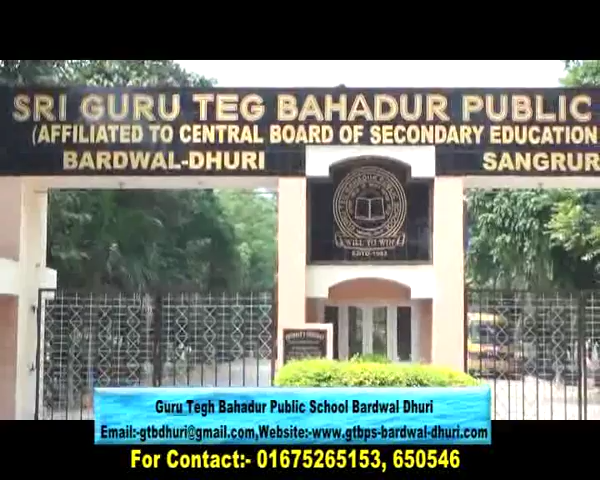 SRI GURU TEG BAHADUR PUBLIC
(AFFILIATED TO CENTRAL BOARD OF SECONDARY EDUCATION
BARDWAL-DHURI
SANGRUR
WILL TO WIN
Guru Tegh Bahadur Public School Bardwal Dhuri
Email:-gtbdhuri@gmail.com,Website:-www.gtbps-bardwal-dhuri.com
For Contact:- 01675265153, 650546